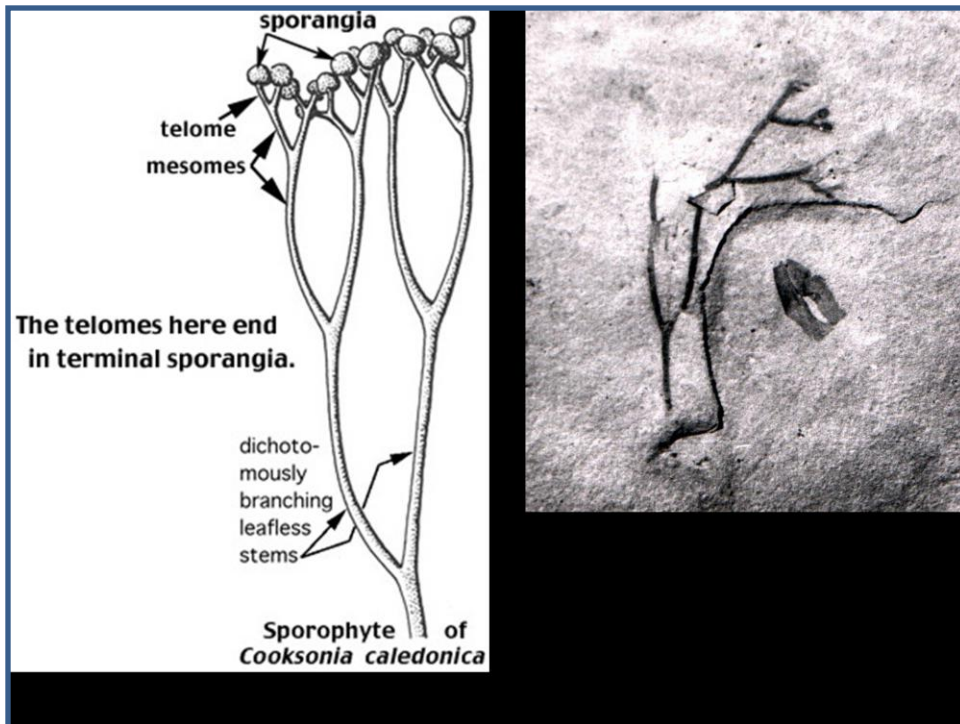 sporangia
telome
mesomes
The telomes here end
in terminal sporangia.
dichoto-
mously
branching
leafless
stems
Sporophyte of
Cooksonia caledonica